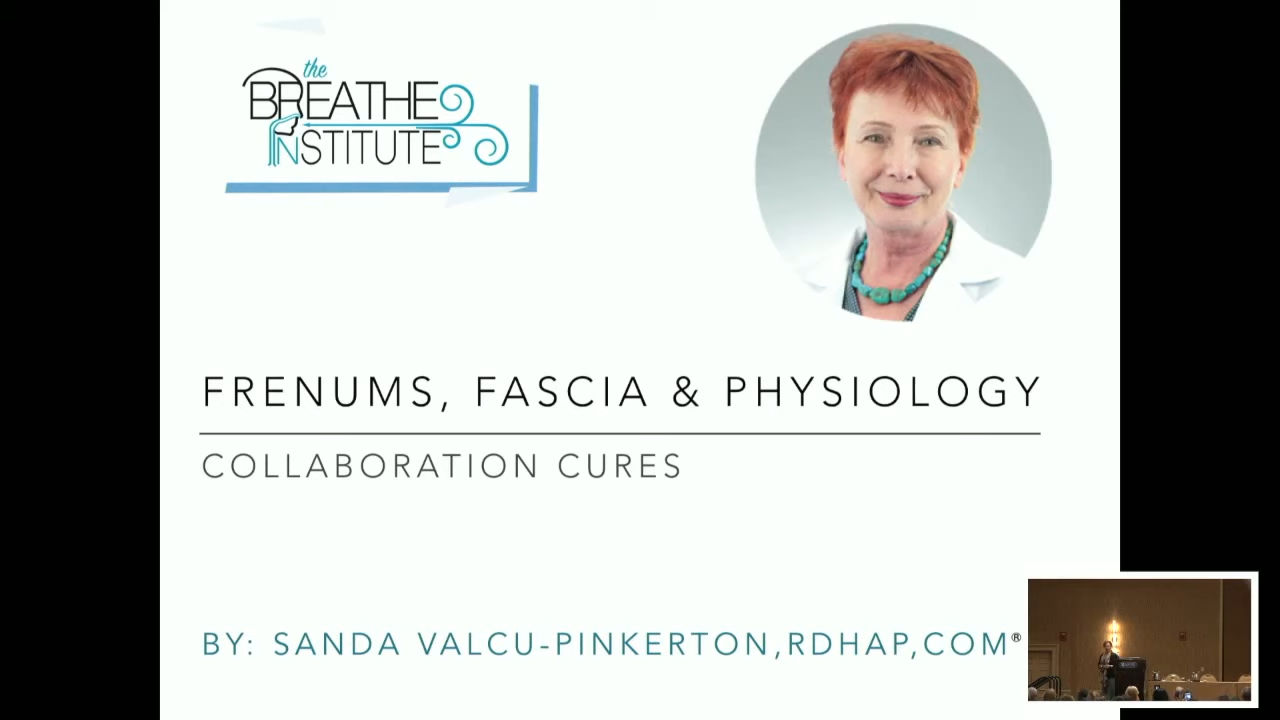 the
BREATHE
INSTITUTE
FRENUMS, FASCIA & PHYSIOLOGY
COLLABORATION CURES
BY: SANDA VALCU-PINKERTON,RDHAP,COM®